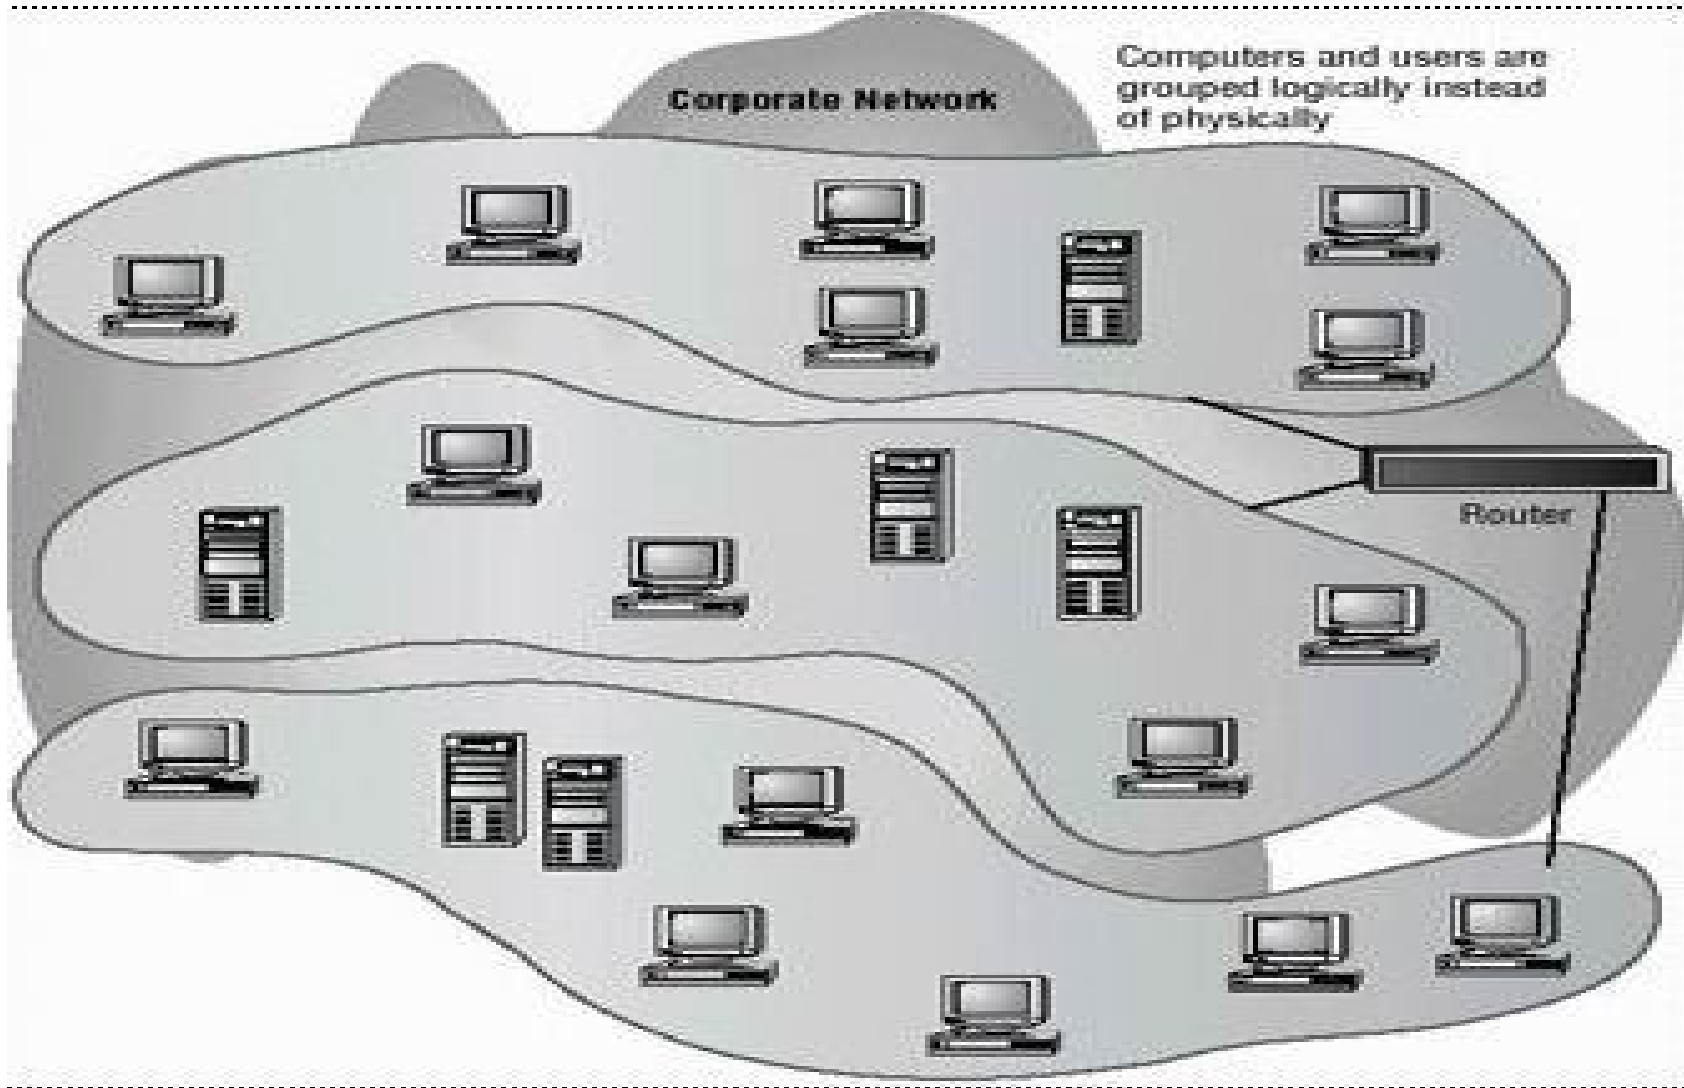 Corporate Network
Computers and users are
grouped logically instead
of physically
Router